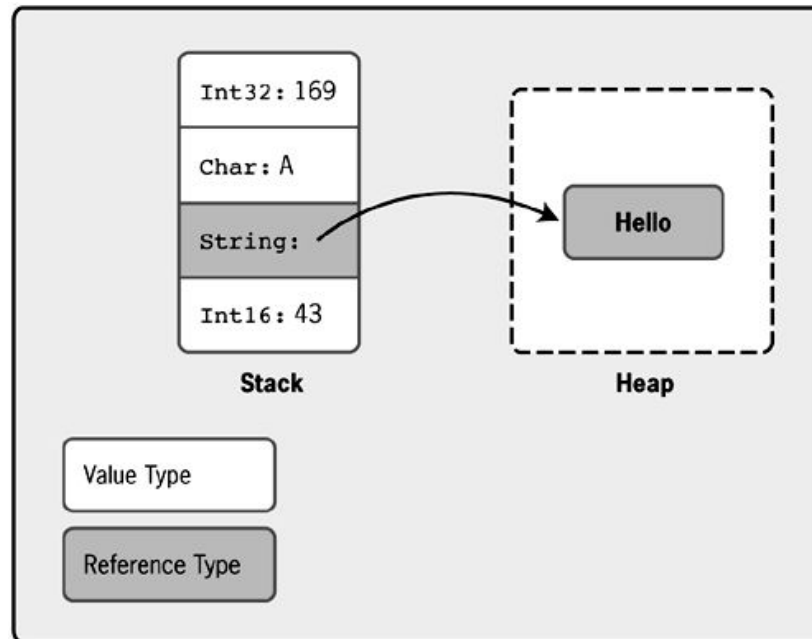 Int32: 169
Char: A
String:
Int16: 43
Stack
Hello
Heap
Value Type
Reference Type